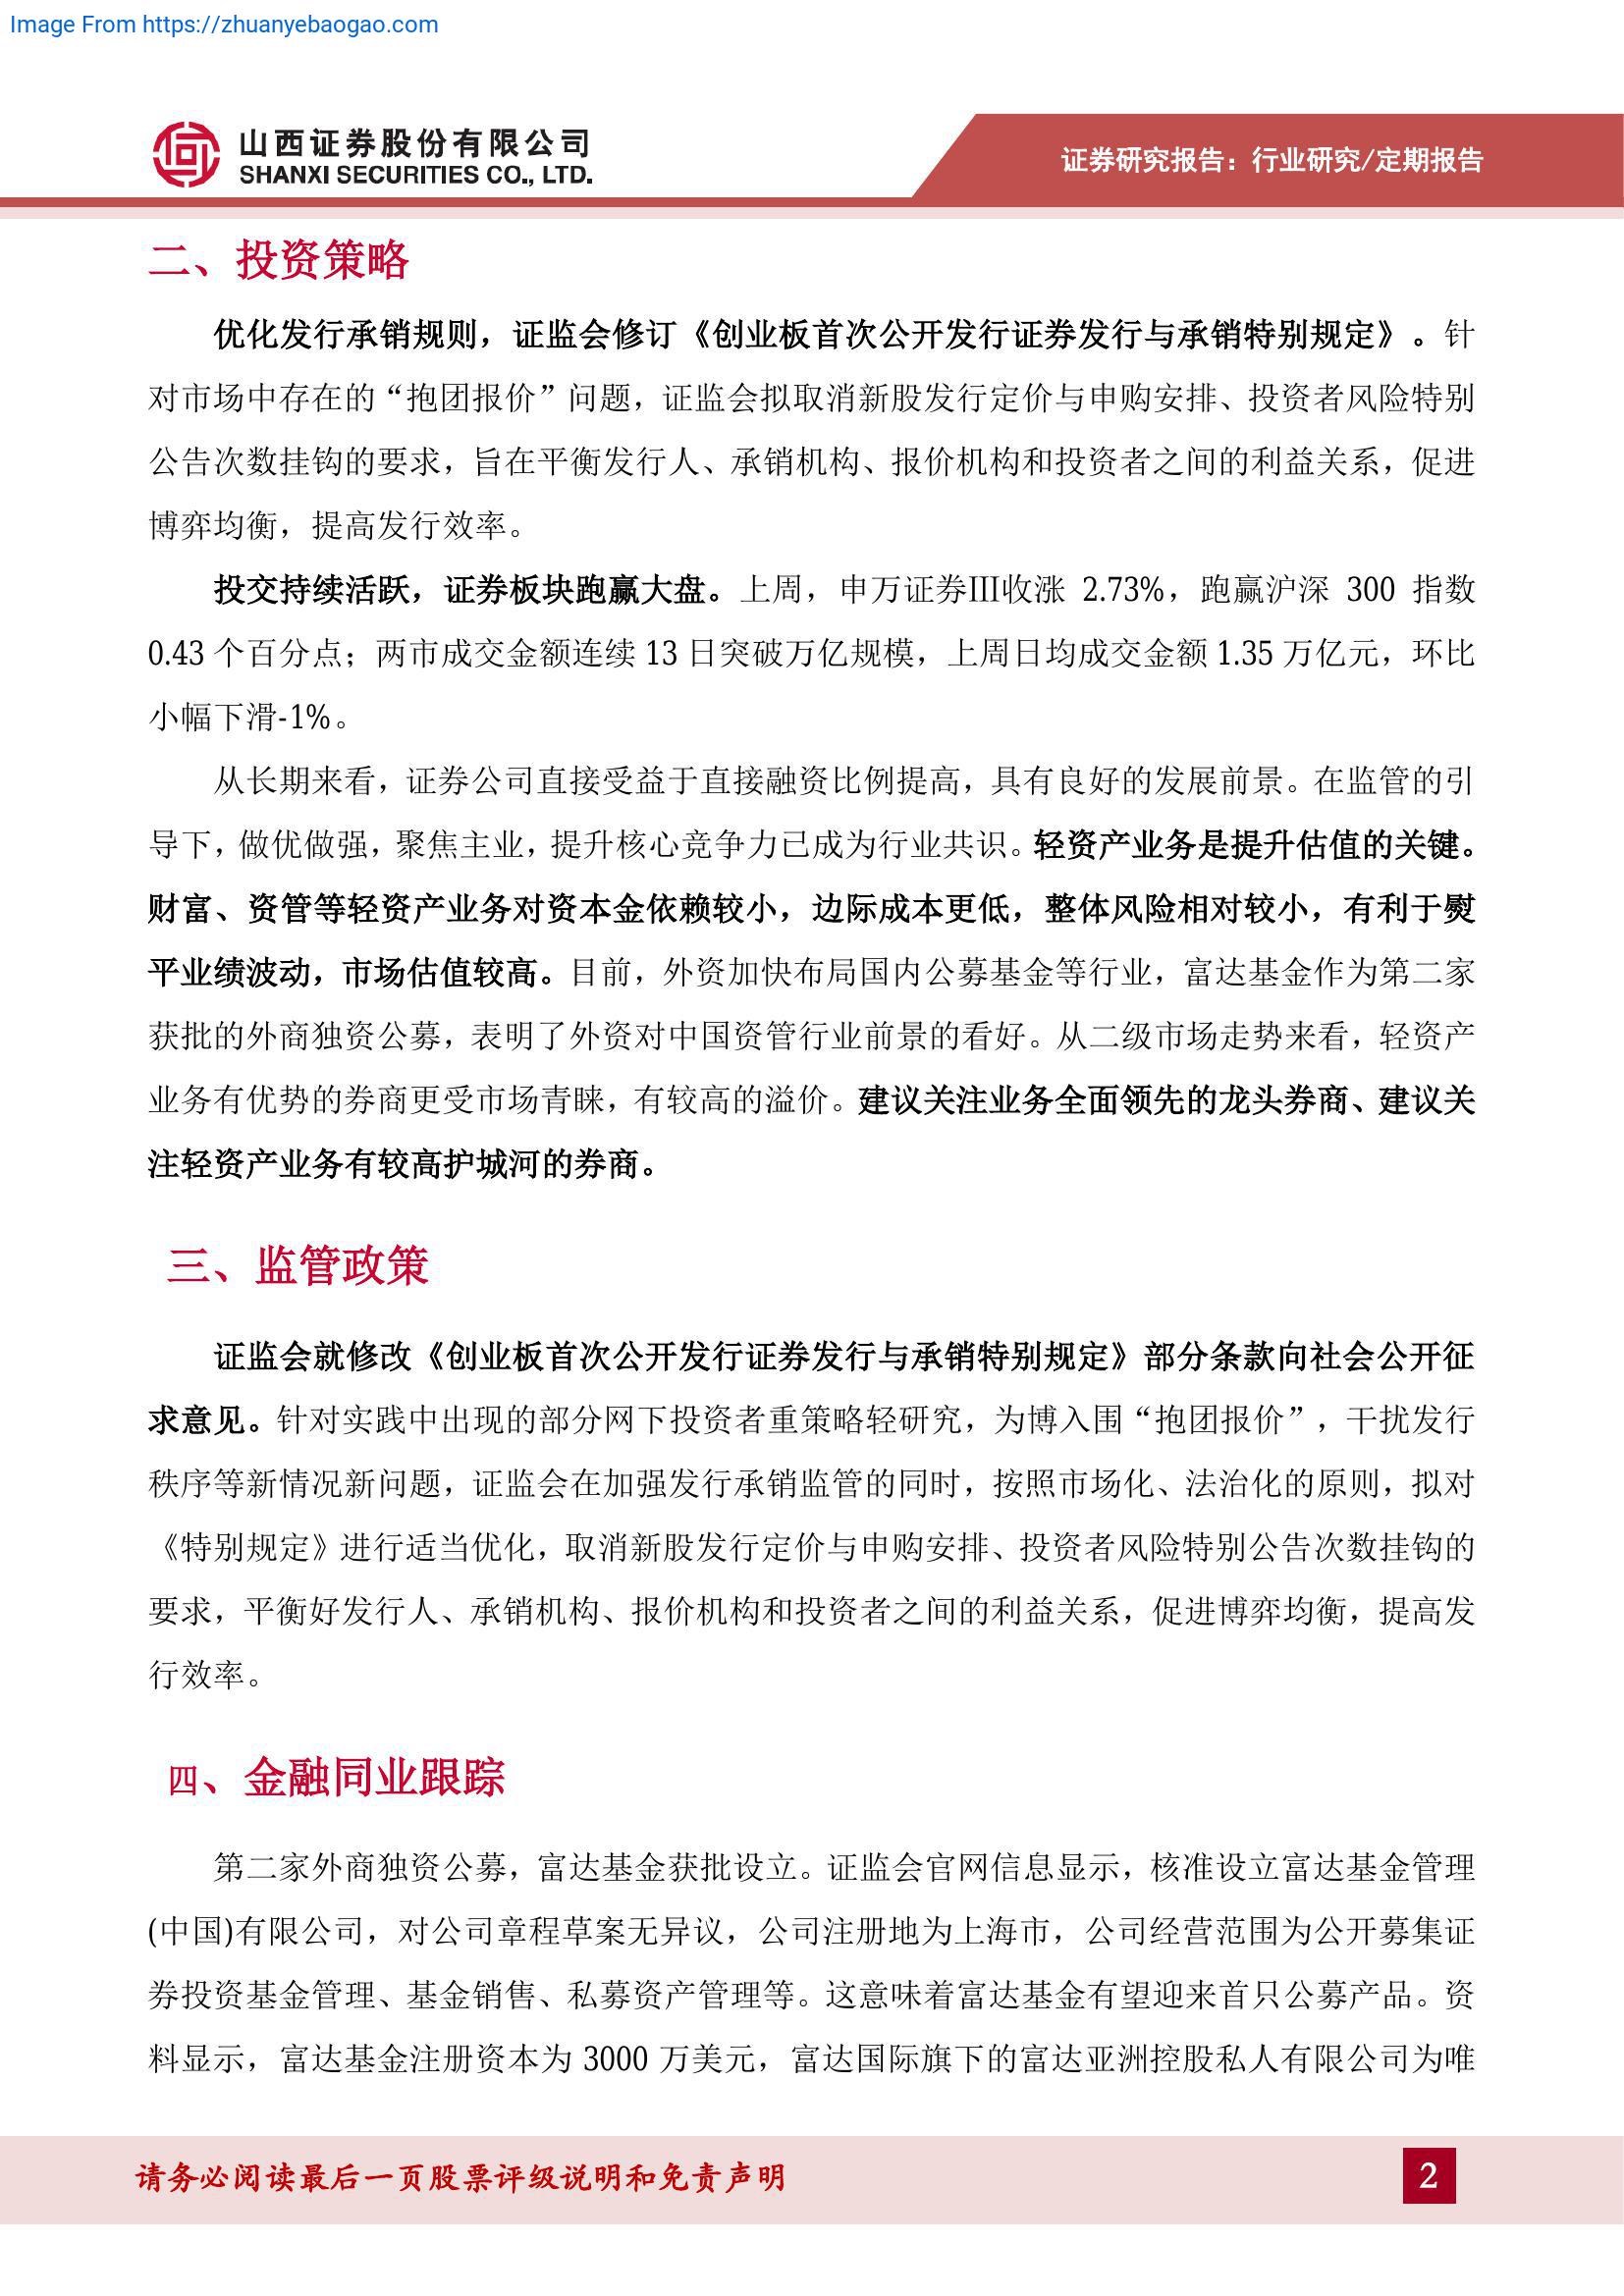 Image From https://zhuanyebaogao.com
山西证券股份有限公司
SHANXI SECURITIES CO., LTD.
证券研究报告：行业研究/定期报告
二、投资策略
优化发行承销规则，证监会修订《创业板首次公开发行证券发行与承销特别规定》。针
对市场中存在的“抱团报价”问题，证监会拟取消新股发行定价与申购安排、投资者风险特别
公告次数挂钩的要求，旨在平衡发行人、承销机构、报价机构和投资者之间的利益关系，促进
博弈均衡，提高发行效率。
投交持续活跃，证券板块跑赢大盘。上周，申万证券Ⅲ收涨 2.73%，跑赢沪深 300 指数
0.43 个百分点；两市成交金额连续 13 日突破万亿规模，上周日均成交金额 1.35 万亿元，环比
小幅下滑-1%。
从长期来看，证券公司直接受益于直接融资比例提高，具有良好的发展前景。在监管的引
导下，做优做强，聚焦主业，提升核心竞争力已成为行业共识。轻资产业务是提升估值的关键。
财富、资管等轻资产业务对资本金依赖较小，边际成本更低，整体风险相对较小，有利于熨
平业绩波动，市场估值较高。目前，外资加快布局国内公募基金等行业，富达基金作为第二家
获批的外商独资公募，表明了外资对中国资管行业前景的看好。从二级市场走势来看，轻资产
业务有优势的券商更受市场青睐，有较高的溢价。建议关注业务全面领先的龙头券商、建议关
注轻资产业务有较高护城河的券商。
三、监管政策
证监会就修改《创业板首次公开发行证券发行与承销特别规定》部分条款向社会公开征
求意见。针对实践中出现的部分网下投资者重策略轻研究，为博入围“抱团报价”，干扰发行
秩序等新情况新问题，证监会在加强发行承销监管的同时，按照市场化、法治化的原则，拟对
《特别规定》进行适当优化，取消新股发行定价与申购安排、投资者风险特别公告次数挂钩的
要求，平衡好发行人、承销机构、报价机构和投资者之间的利益关系，促进博弈均衡，提高发
行效率。
四、金融同业跟踪
第二家外商独资公募，富达基金获批设立。证监会官网信息显示，核准设立富达基金管理
(中国)有限公司，对公司章程草案无异议，公司注册地为上海市，公司经营范围为公开募集证
券投资基金管理、基金销售、私募资产管理等。这意味着富达基金有望迎来首只公募产品。资
料显示，富达基金注册资本为 3000 万美元，富达国际旗下的富达亚洲控股私人有限公司为唯
请务必阅读最后一页股票评级说明和免责声明
2